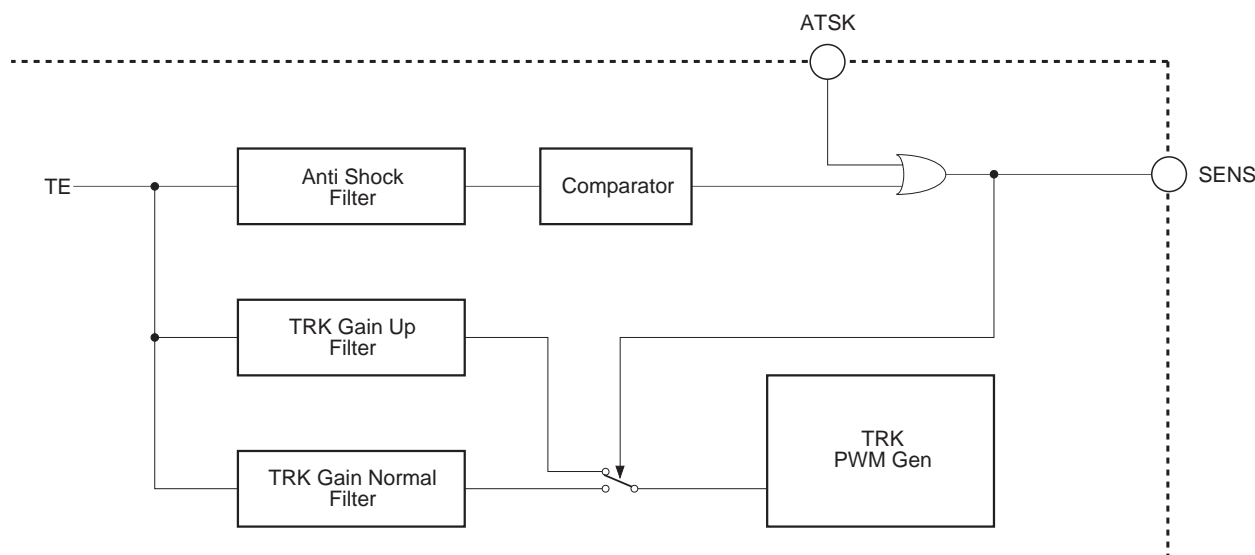 ATSK
TE
Anti Shock
Filter
Comparator
SENS
TRK Gain Up
Filter
TRK Gain Normal
Filter
TRK
PWM Gen